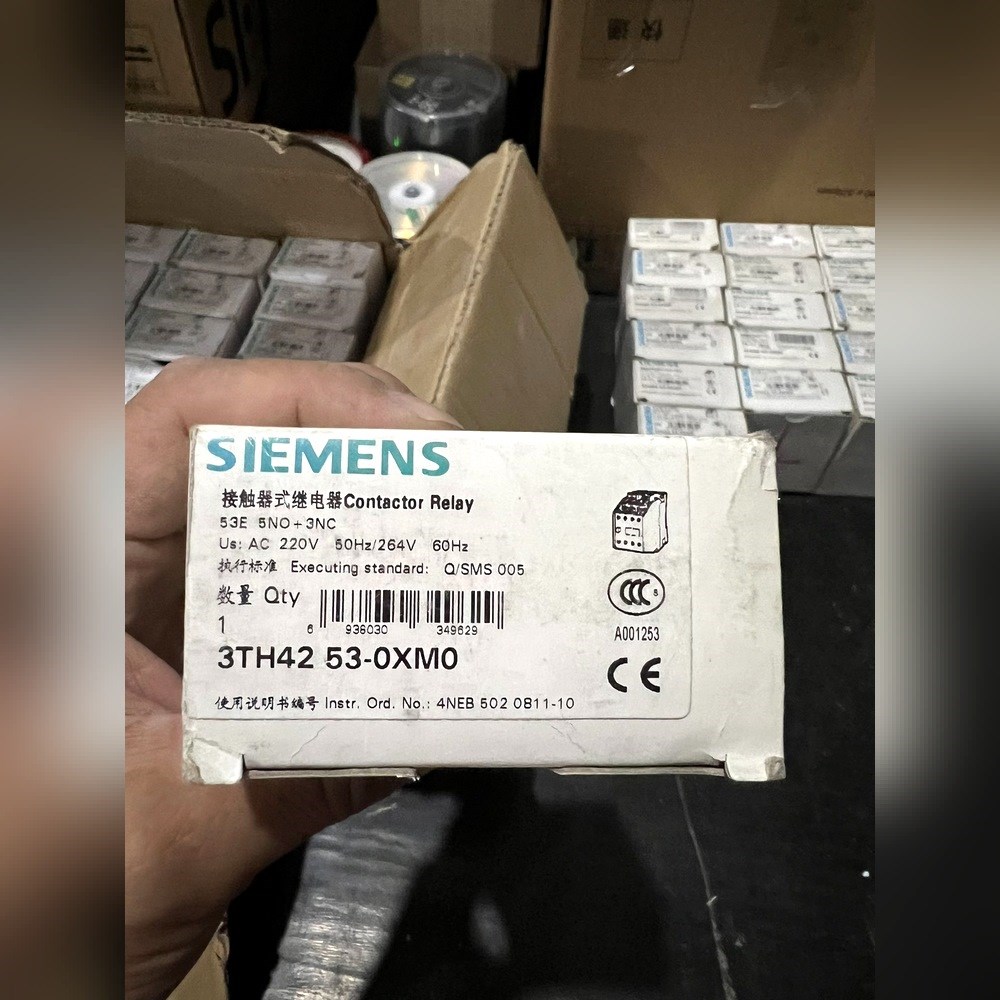 快递
SIEMENS
接触器式继电器Contactor Relay
53E 5NO+3NC
Us: AC 220V 50Hz/264V 60Hz
执行标准 Executing standard: Q/SMS 005
数量 Qty
1
6 936030 349629
3TH42 53-0XM0
使用说明书编号 Instr. Ord. No.: 4NEB 502 0811-10
CCC S
A001253
CE